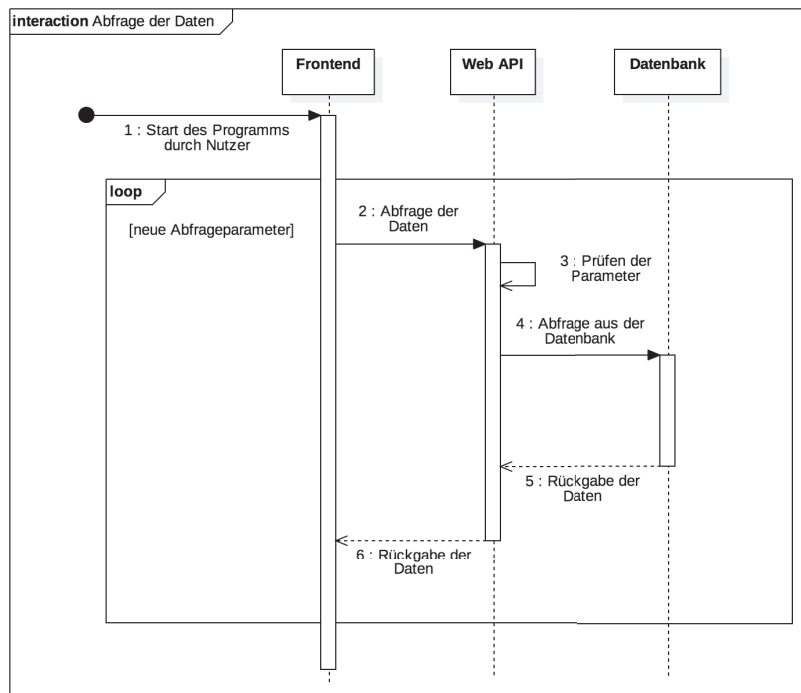 interaction Abfrage der Daten
Frontend
Web API
Datenbank
1 : Start des Programms
durch Nutzer
loop
[neue Abfrageparameter]
2 : Abfrage der
Daten
3 : Prüfen der
Parameter
4 : Abfrage aus der
Datenbank
5 : Rückgabe der
Daten
6 : Rückgabe der
Daten